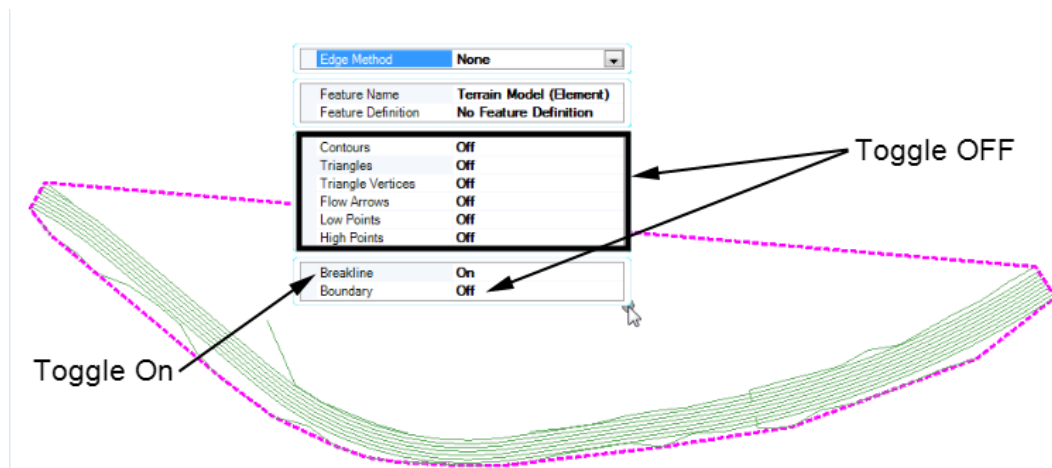 Edge Method None
Feature Name Terrain Model (Element)
Feature Definition No Feature Definition
Contours Off
Triangles Off
Triangle Vertices Off
Flow Arrows Off
Low Points Off
High Points Off
Breakline On
Boundary Off
Toggle OFF
Toggle On